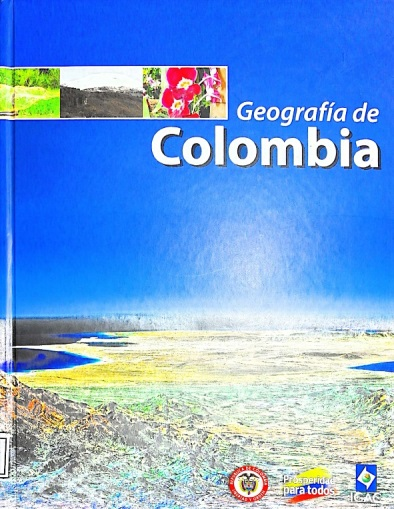 Geografía de
Colombia
Prosperidad
para todos
IGAC